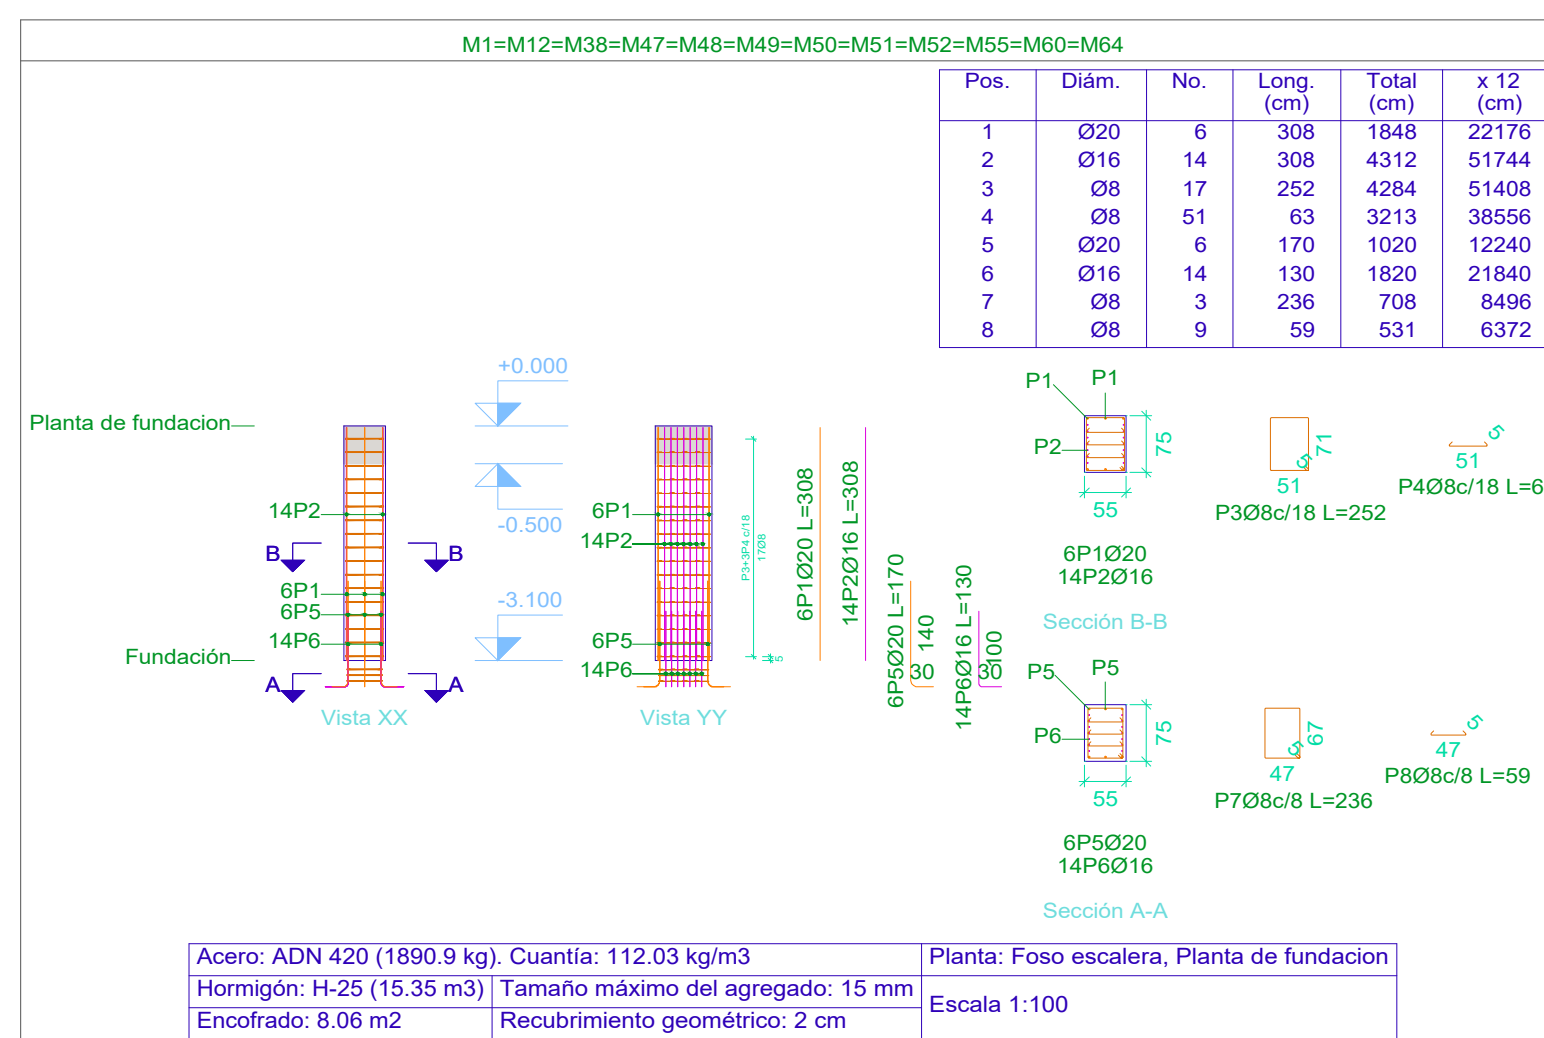 M1=M12=M38=M47=M48=M49=M50=M51=M52=M55=M60=M64
Pos. Diám. No. Long. (cm) Total (cm) x 12 (cm)
1 Ø20 6 308 1848 22176
2 Ø16 14 308 4312 51744
3 Ø8 17 252 4284 51408
4 Ø8 51 63 3213 38556
5 Ø20 6 170 1020 12240
6 Ø16 14 130 1820 21840
7 Ø8 3 236 708 8496
8 Ø8 9 59 531 6372
Planta de fundacion
14P2
B B
6P1
6P5
14P6
Fundación
A A
Vista XX
+0.000
-0.500
-3.100
6P1
14P2
6P5
14P6
Vista YY
P3+3P4 c/18
17Ø8
5
6P1Ø20 L=308
14P2Ø16 L=308
6P5Ø20 L=170
140
30
14P6Ø16 L=130
100
30
P1 P1
P2
75
55
6P1Ø20
14P2Ø16
Sección B-B
71
5
51
P3Ø8c/18 L=252
5
51
P4Ø8c/18 L=6
P5 P5
P6
75
55
6P5Ø20
14P6Ø16
Sección A-A
67
5
47
P7Ø8c/8 L=236
5
47
P8Ø8c/8 L=59
Acero: ADN 420 (1890.9 kg). Cuantía: 112.03 kg/m3
Planta: Foso escalera, Planta de fundacion
Hormigón: H-25 (15.35 m3)
Tamaño máximo del agregado: 15 mm
Escala 1:100
Encofrado: 8.06 m2
Recubrimiento geométrico: 2 cm